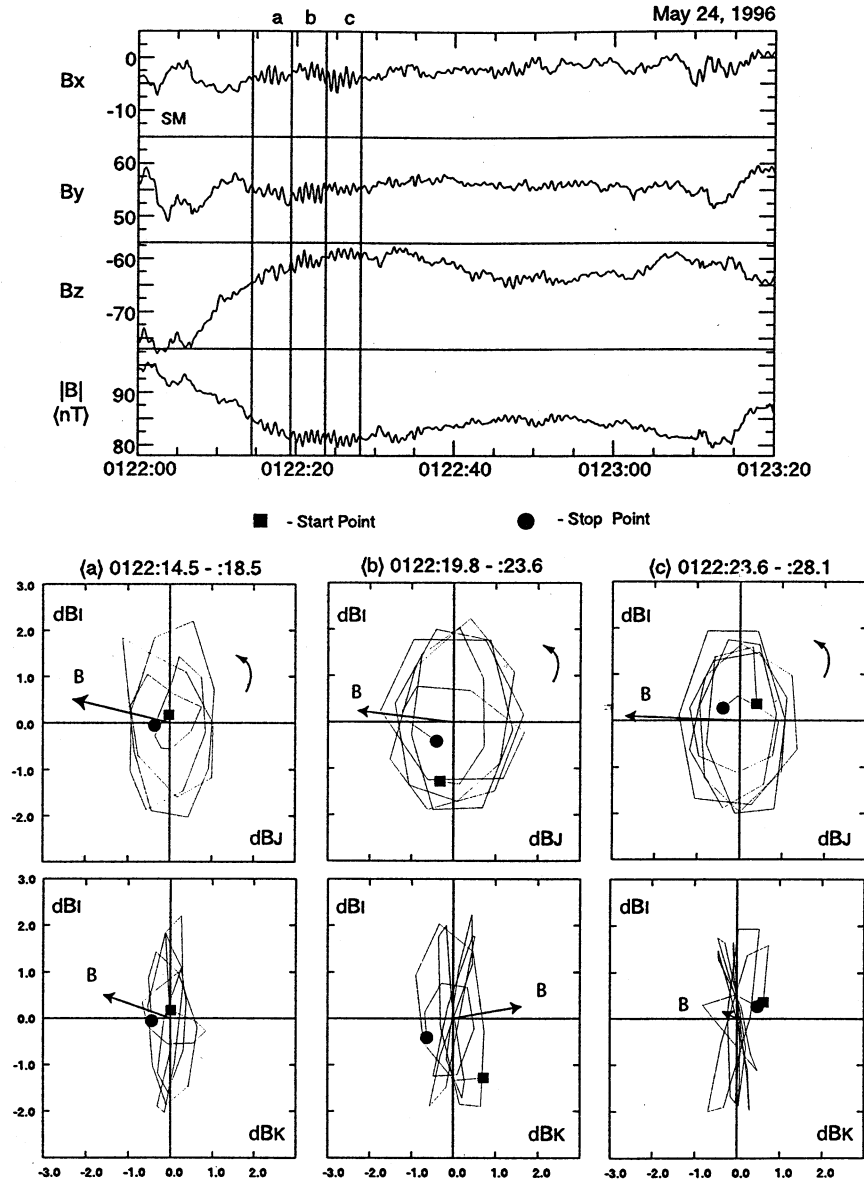 a b c May 24, 1996
Bx
0
-10
SM
By
60
50
Bz
-60
-70
|B|
(nT)
90
80
0122:00 0122:20 0122:40 0123:00 0123:20
- Start Point - Stop Point
(a) 0122:14.5 - :18.5 (b) 0122:19.8 - :23.6 (c) 0122:23.6 - :28.1
3.0
2.0
1.0
0.0
-1.0
-2.0
dBI dBI dBI
B B B
dBJ dBJ dBJ
3.0
2.0
1.0
0.0
-1.0
-2.0
dBI dBI dBI
B B B
dBK dBK dBK
-3.0 -2.0 -1.0 0.0 1.0 2.0 -3.0 -2.0 -1.0 0.0 1.0 2.0 -3.0 -2.0 -1.0 0.0 1.0 2.0 3.0